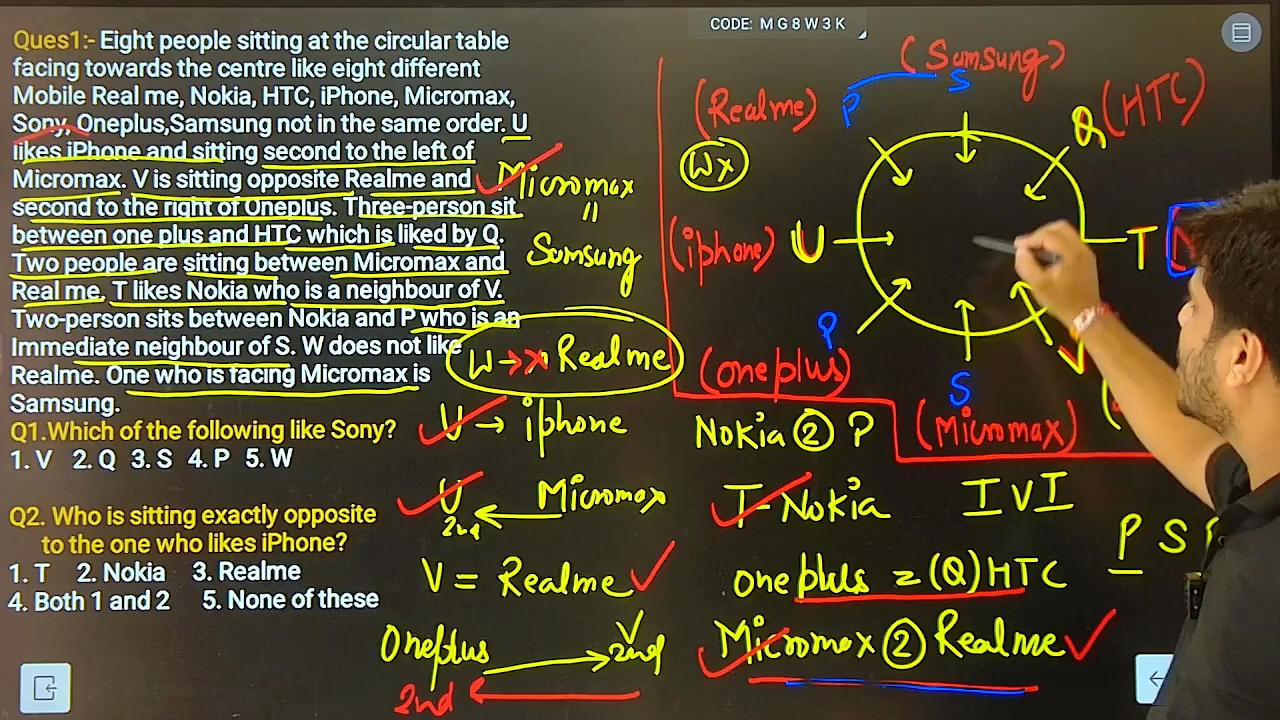 CODE: M G 8 W 3 K
Ques1:- Eight people sitting at the circular table
facing towards the centre like eight different
Mobile Real me, Nokia, HTC, iPhone, Micromax,
Sony, Oneplus,Samsung not in the same order. U
likes iPhone and sitting second to the left of
Micromax. V is sitting opposite Realme and
second to the right of Oneplus. Three-person sit
between one plus and HTC which is liked by Q.
Two people are sitting between Micromax and
Real me. T likes Nokia who is a neighbour of V.
Two-person sits between Nokia and P who is an
Immediate neighbour of S. W does not like
Realme. One who is facing Micromax is
Samsung.
Q1.Which of the following like Sony?
1. V 2. Q 3. S 4. P 5. W
Q2. Who is sitting exactly opposite
to the one who likes iPhone?
1. T 2. Nokia 3. Realme
4. Both 1 and 2 5. None of these
Micromax
"
Samsung
W → x Realme
U → iphone
U ← Micromax
2nd
V = Realme
Oneplus → V 2nd
2nd ←
(Samsung)
(Realme) P S Q (HTC)
Wx
(iphone) U T
P V
(oneplus) S
(Micromax)
Nokia 2 P
T - Nokia I V I
P S
oneplus = (Q) HTC
Micromax 2 Realme